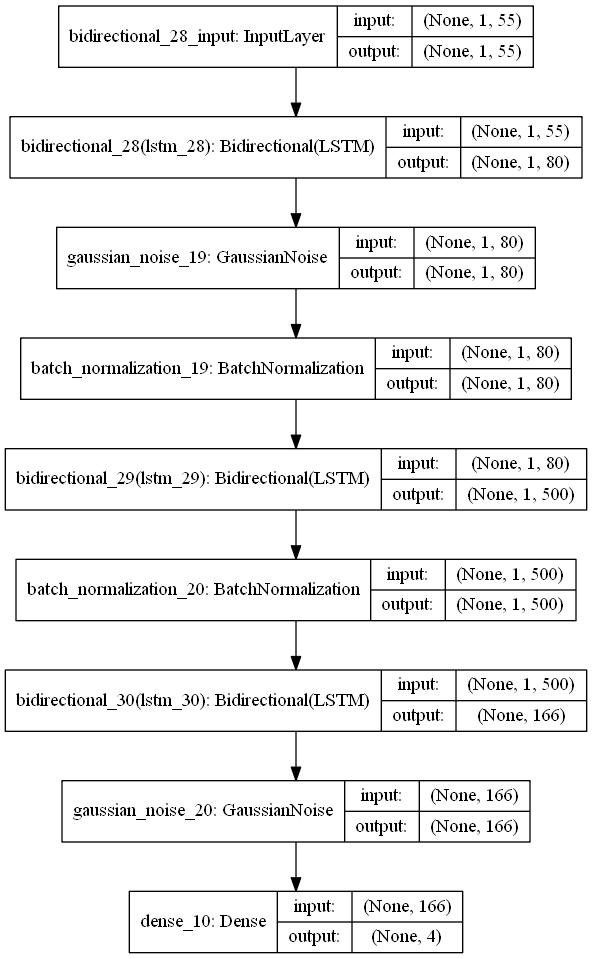 bidirectional_28_input: InputLayer
input: (None, 1, 55)
output: (None, 1, 55)
bidirectional_28(lstm_28): Bidirectional(LSTM)
input: (None, 1, 55)
output: (None, 1, 80)
gaussian_noise_19: GaussianNoise
input: (None, 1, 80)
output: (None, 1, 80)
batch_normalization_19: BatchNormalization
input: (None, 1, 80)
output: (None, 1, 80)
bidirectional_29(lstm_29): Bidirectional(LSTM)
input: (None, 1, 80)
output: (None, 1, 500)
batch_normalization_20: BatchNormalization
input: (None, 1, 500)
output: (None, 1, 500)
bidirectional_30(lstm_30): Bidirectional(LSTM)
input: (None, 1, 500)
output: (None, 166)
gaussian_noise_20: GaussianNoise
input: (None, 166)
output: (None, 166)
dense_10: Dense
input: (None, 166)
output: (None, 4)